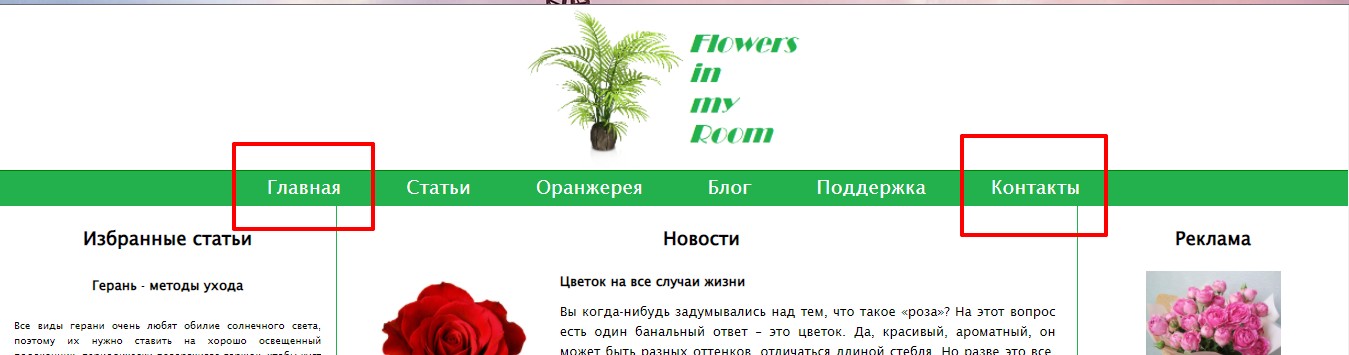 Flowers
in
my
Room
Главная Статьи Оранжерея Блог Поддержка Контакты
Избранные статьи
Герань - методы ухода
Все виды герани очень любят обилие солнечного света,
поэтому их нужно ставить на хорошо освещенный
Новости
Цветок на все случаи жизни
Вы когда-нибудь задумывались над тем, что такое «роза»? На этот вопрос
есть один банальный ответ – это цветок. Да, красивый, ароматный, он
может быть разных оттенков, отличаться длиной стебля. Но разве это все,
Реклама